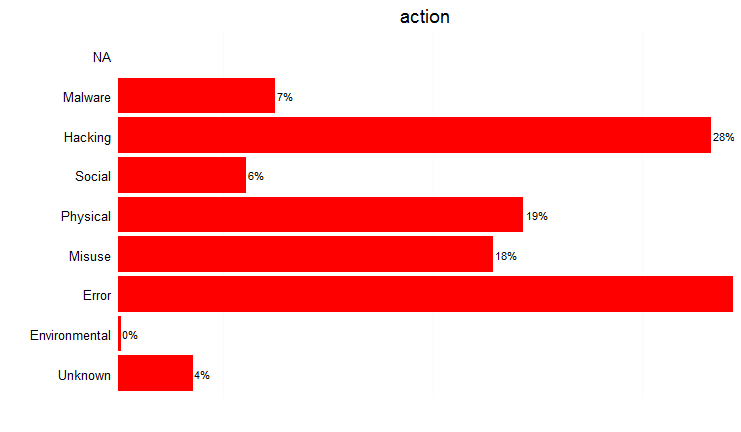 action
NA
Malware 7%
Hacking 28%
Social 6%
Physical 19%
Misuse 18%
Error
Environmental 0%
Unknown 4%